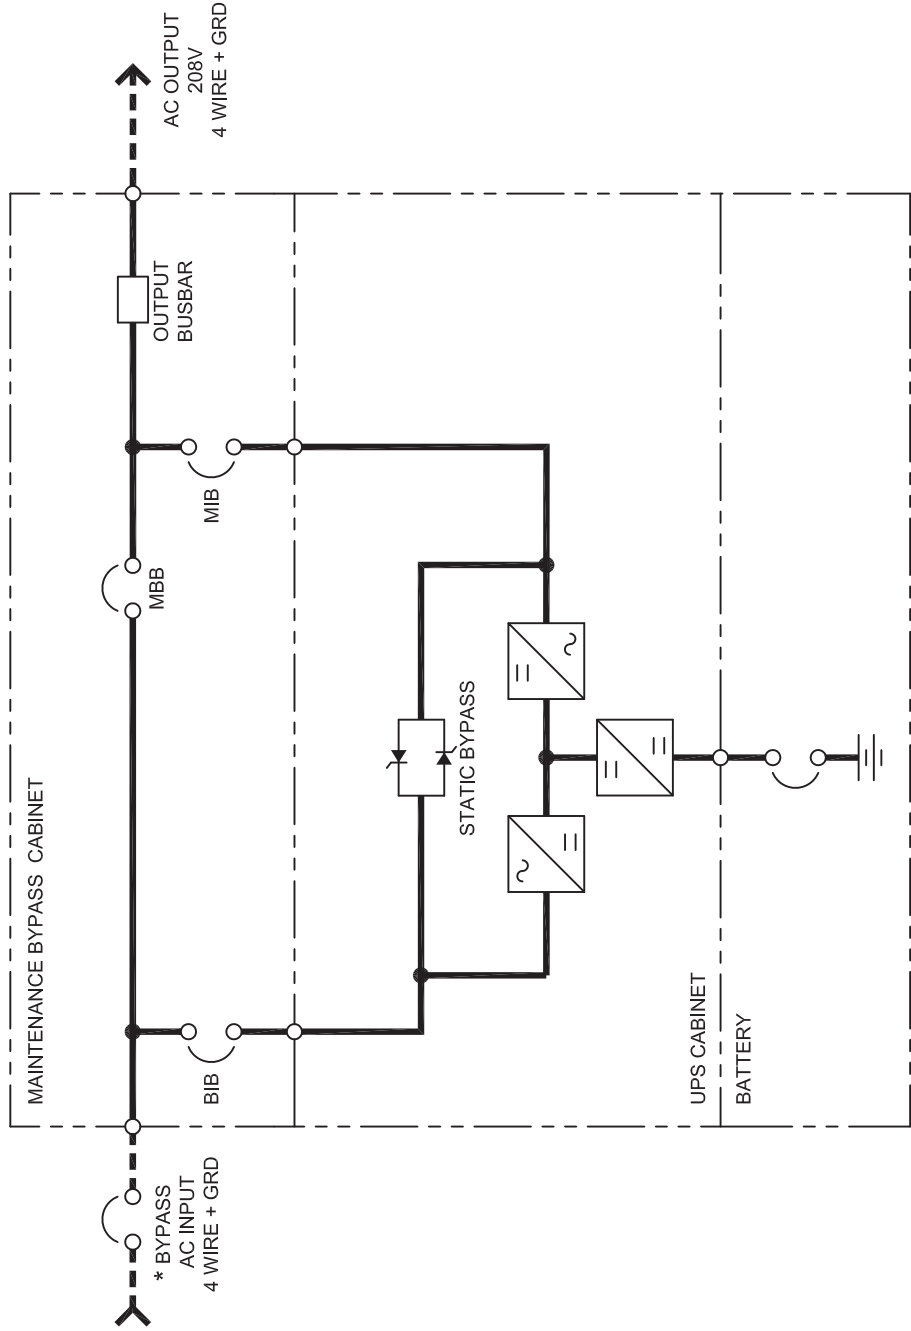 MAINTENANCE BYPASS CABINET
* BYPASS
AC INPUT
4 WIRE + GRD
BIB
MBB
MIB
OUTPUT
BUSBAR
AC OUTPUT
208V
4 WIRE + GRD
STATIC BYPASS
UPS CABINET
BATTERY